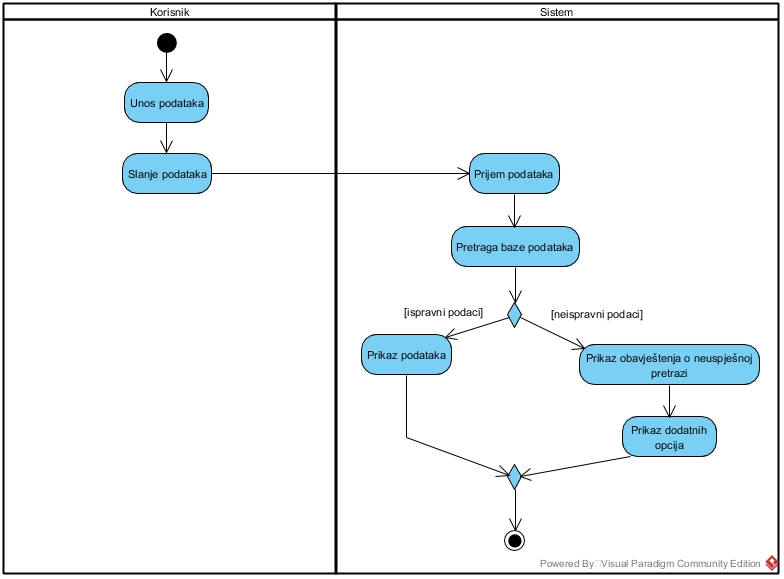 Korisnik
Sistem
Unos podataka
Slanje podataka
Prijem podataka
Pretraga baze podataka
[ispravni podaci]
[neispravni podaci]
Prikaz podataka
Prikaz obavještenja o neuspješnoj
pretrazi
Prikaz dodatnih
opcija
Powered By Visual Paradigm Community Edition